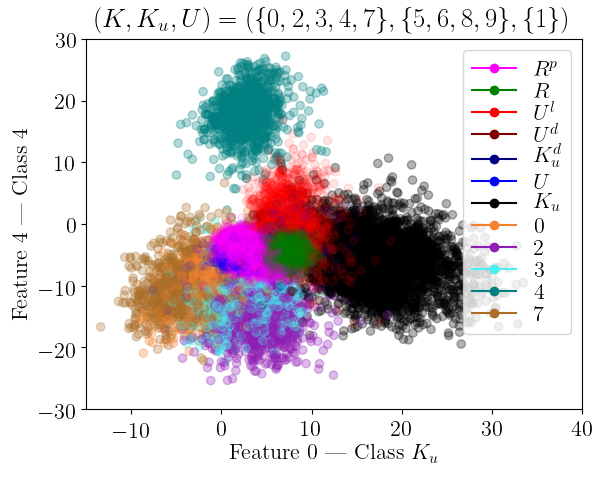 (K, K_u, U) = ({0, 2, 3, 4, 7}, {5, 6, 8, 9}, {1})
30
20
10
0
−10
−20
−30
Feature 4 — Class 4
R^p
R
U^l
U^d
K_u^d
U
K_u
0
2
3
4
7
−10
0
10
20
30
40
Feature 0 — Class K_u